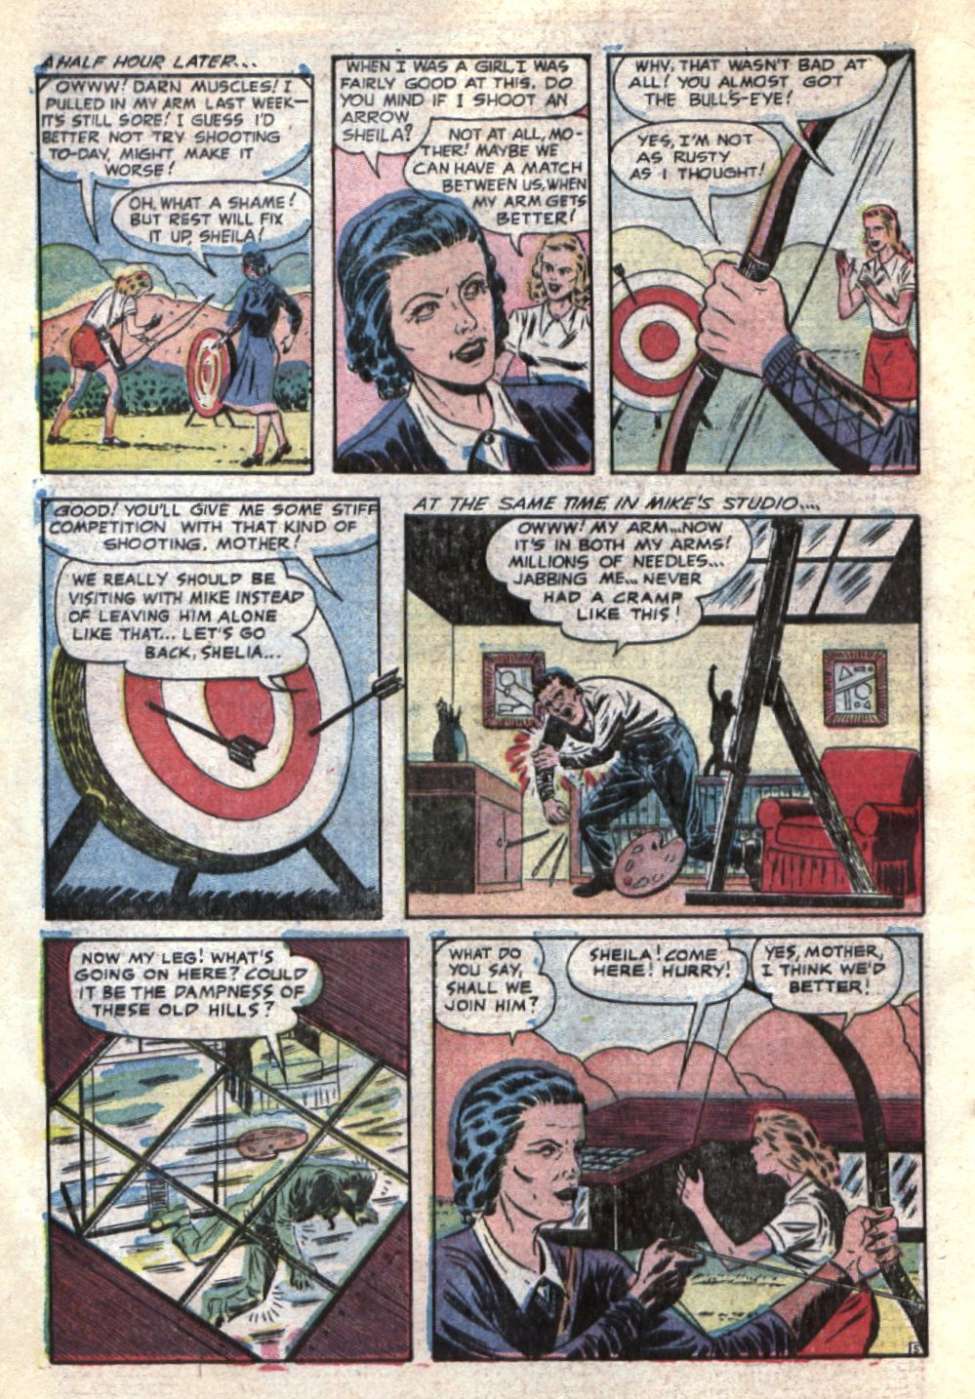 A HALF HOUR LATER...
OWWW! DARN MUSCLES! I
PULLED IN MY ARM LAST WEEK—
IT'S STILL SORE! I GUESS I'D
BETTER NOT TRY SHOOTING
TO-DAY, MIGHT MAKE IT
WORSE!
OH, WHAT A SHAME!
BUT REST WILL FIX
IT UP, SHEILA!
WHEN I WAS A GIRL, I WAS
FAIRLY GOOD AT THIS. DO
YOU MIND IF I SHOOT AN
ARROW
SHEILA?
NOT AT ALL, MO-
THER! MAYBE WE
CAN HAVE A MATCH
BETWEEN US, WHEN
MY ARM GETS
BETTER!
WHY, THAT WASN'T BAD AT
ALL! YOU ALMOST GOT
THE BULLS-EYE!
YES, I'M NOT
AS RUSTY
AS I THOUGHT!
GOOD! YOU'LL GIVE ME SOME STIFF
COMPETITION WITH THAT KIND OF
SHOOTING, MOTHER!
WE REALLY SHOULD BE
VISITING WITH MIKE INSTEAD
OF LEAVING HIM ALONE
LIKE THAT... LET'S GO
BACK, SHELIA...
AT THE SAME TIME, IN MIKE'S STUDIO....
OWWW! MY ARM...NOW
IT'S IN BOTH MY ARMS!
MILLIONS OF NEEDLES...
JABBING ME... NEVER
HAD A CRAMP
LIKE THIS!
NOW MY LEG! WHAT'S
GOING ON HERE? COULD
IT BE THE DAMPNESS OF
THESE OLD HILLS?
WHAT DO
YOU SAY,
SHALL WE
JOIN HIM?
SHEILA! COME
HERE! HURRY!
YES, MOTHER,
I THINK WE'D
BETTER!
5